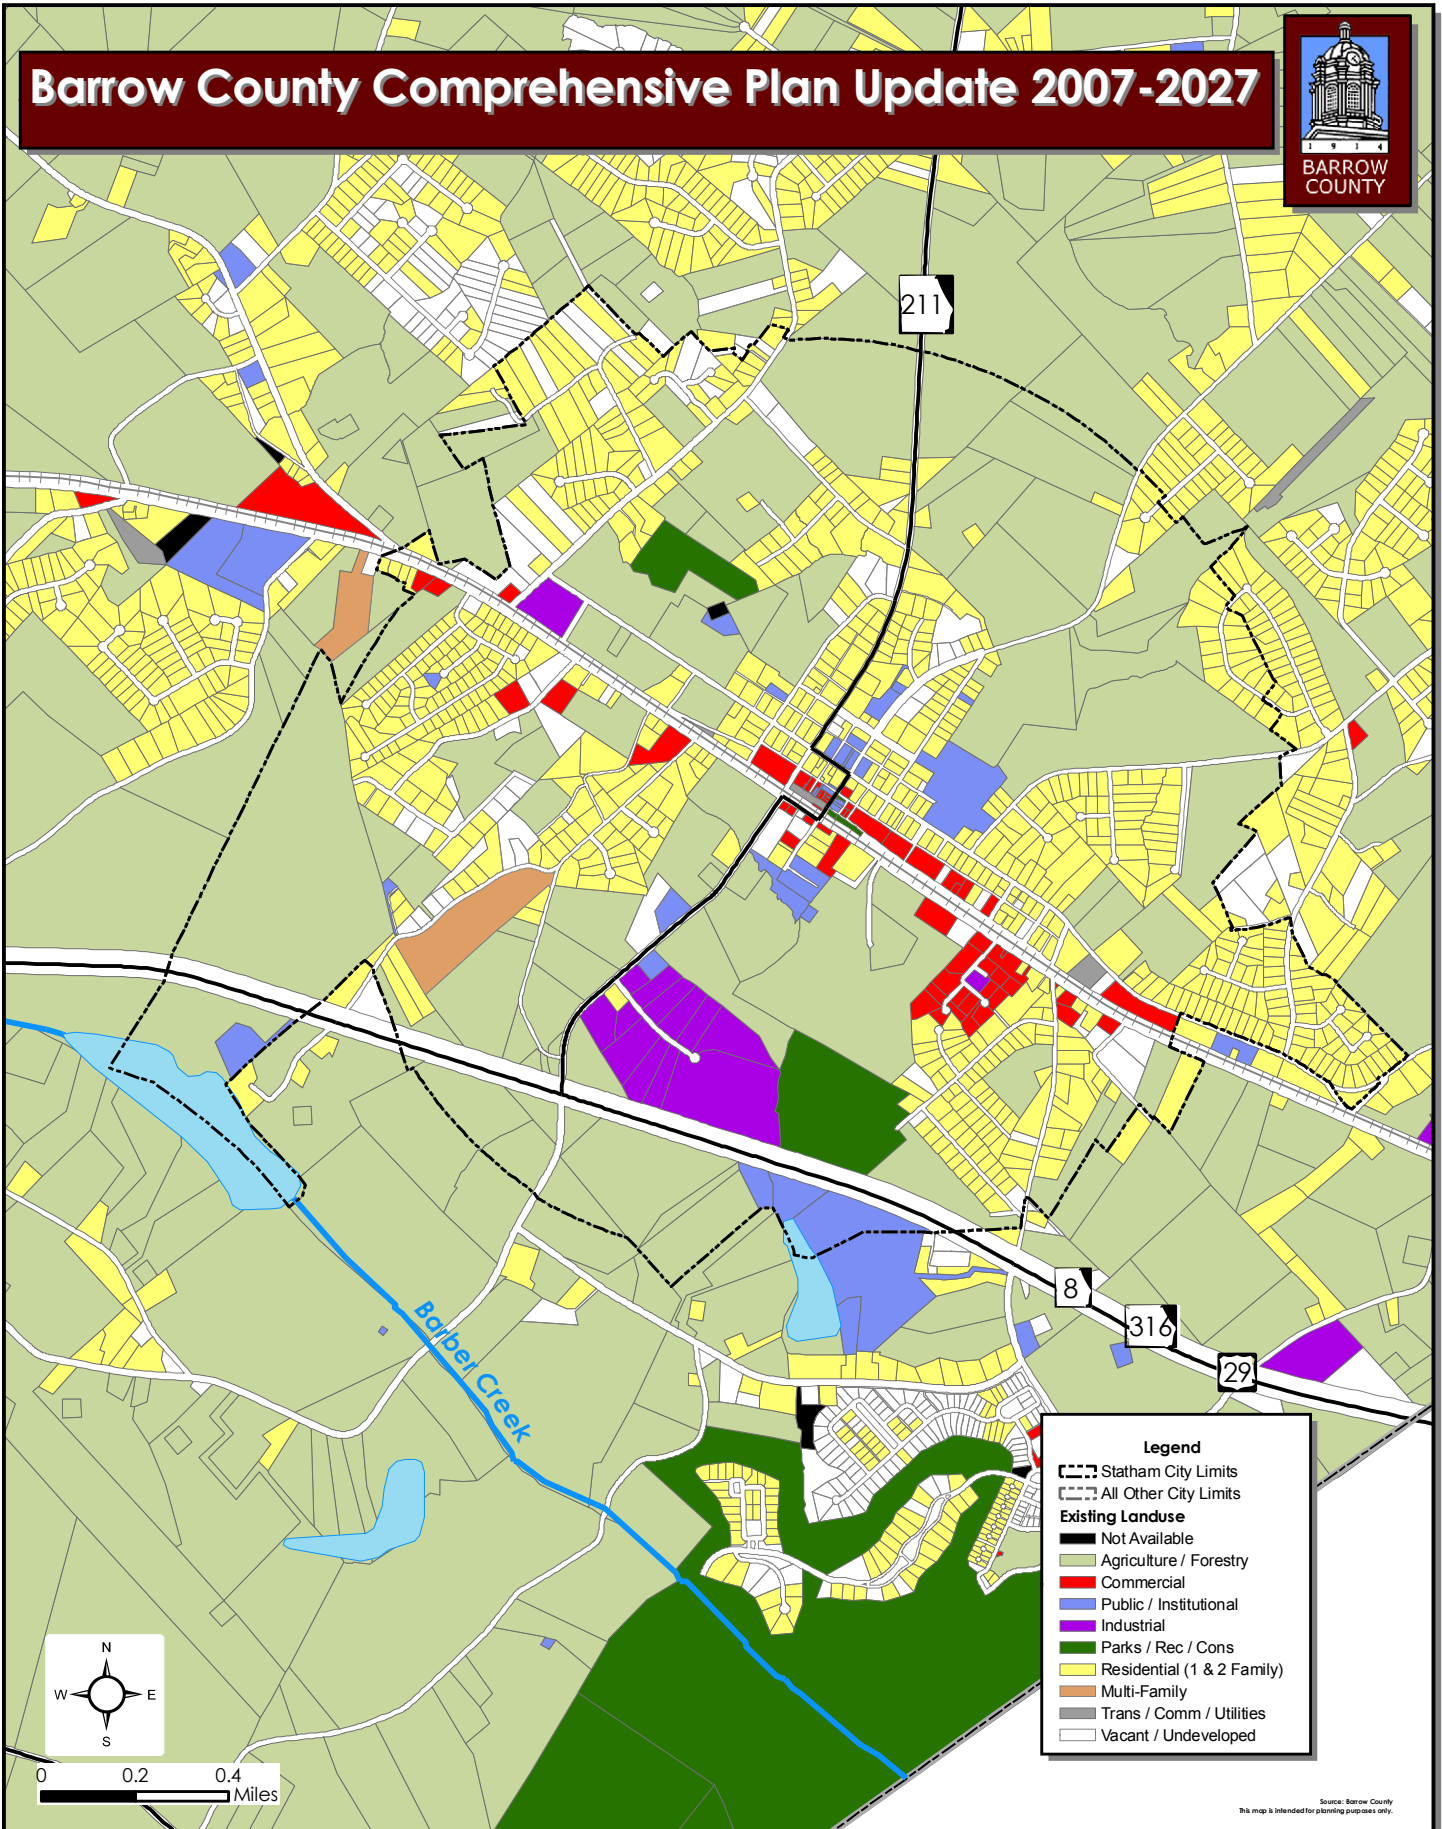 Barrow County Comprehensive Plan Update 2007-2027
1 9 1 4
BARROW
COUNTY
211
Barber Creek
8
316
29
Legend
Statham City Limits
All Other City Limits
Existing Landuse
Not Available
Agriculture / Forestry
Commercial
Public / Institutional
Industrial
Parks / Rec / Cons
Residential (1 & 2 Family)
Multi-Family
Trans / Comm / Utilities
Vacant / Undeveloped
N
W E
S
0 0.2 0.4
Miles
Source: Barrow County
This map is intended for planning purposes only.